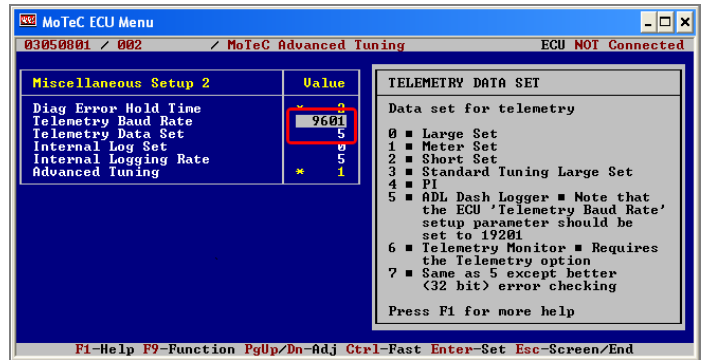 MoTeC ECU Menu
03050801 / 002 / MoTeC Advanced Tuning ECU NOT Connected
Miscellaneous Setup 2 Value
Diag Error Hold Time * 2
Telemetry Baud Rate 9601
Telemetry Data Set 5
Internal Log Set 0
Internal Logging Rate 5
Advanced Tuning * 1
TELEMETRY DATA SET
Data set for telemetry
0 ■ Large Set
1 ■ Meter Set
2 ■ Short Set
3 ■ Standard Tuning Large Set
4 ■ PI
5 ■ ADL Dash Logger ■ Note that
the ECU 'Telemetry Baud Rate'
setup parameter should be
set to 19201
6 ■ Telemetry Monitor ■ Requires
the Telemetry option
7 ■ Same as 5 except better
(32 bit) error checking
Press F1 for more help
F1-Help F9-Function PgUp/Dn-Adj Ctrl-Fast Enter-Set Esc-Screen/End